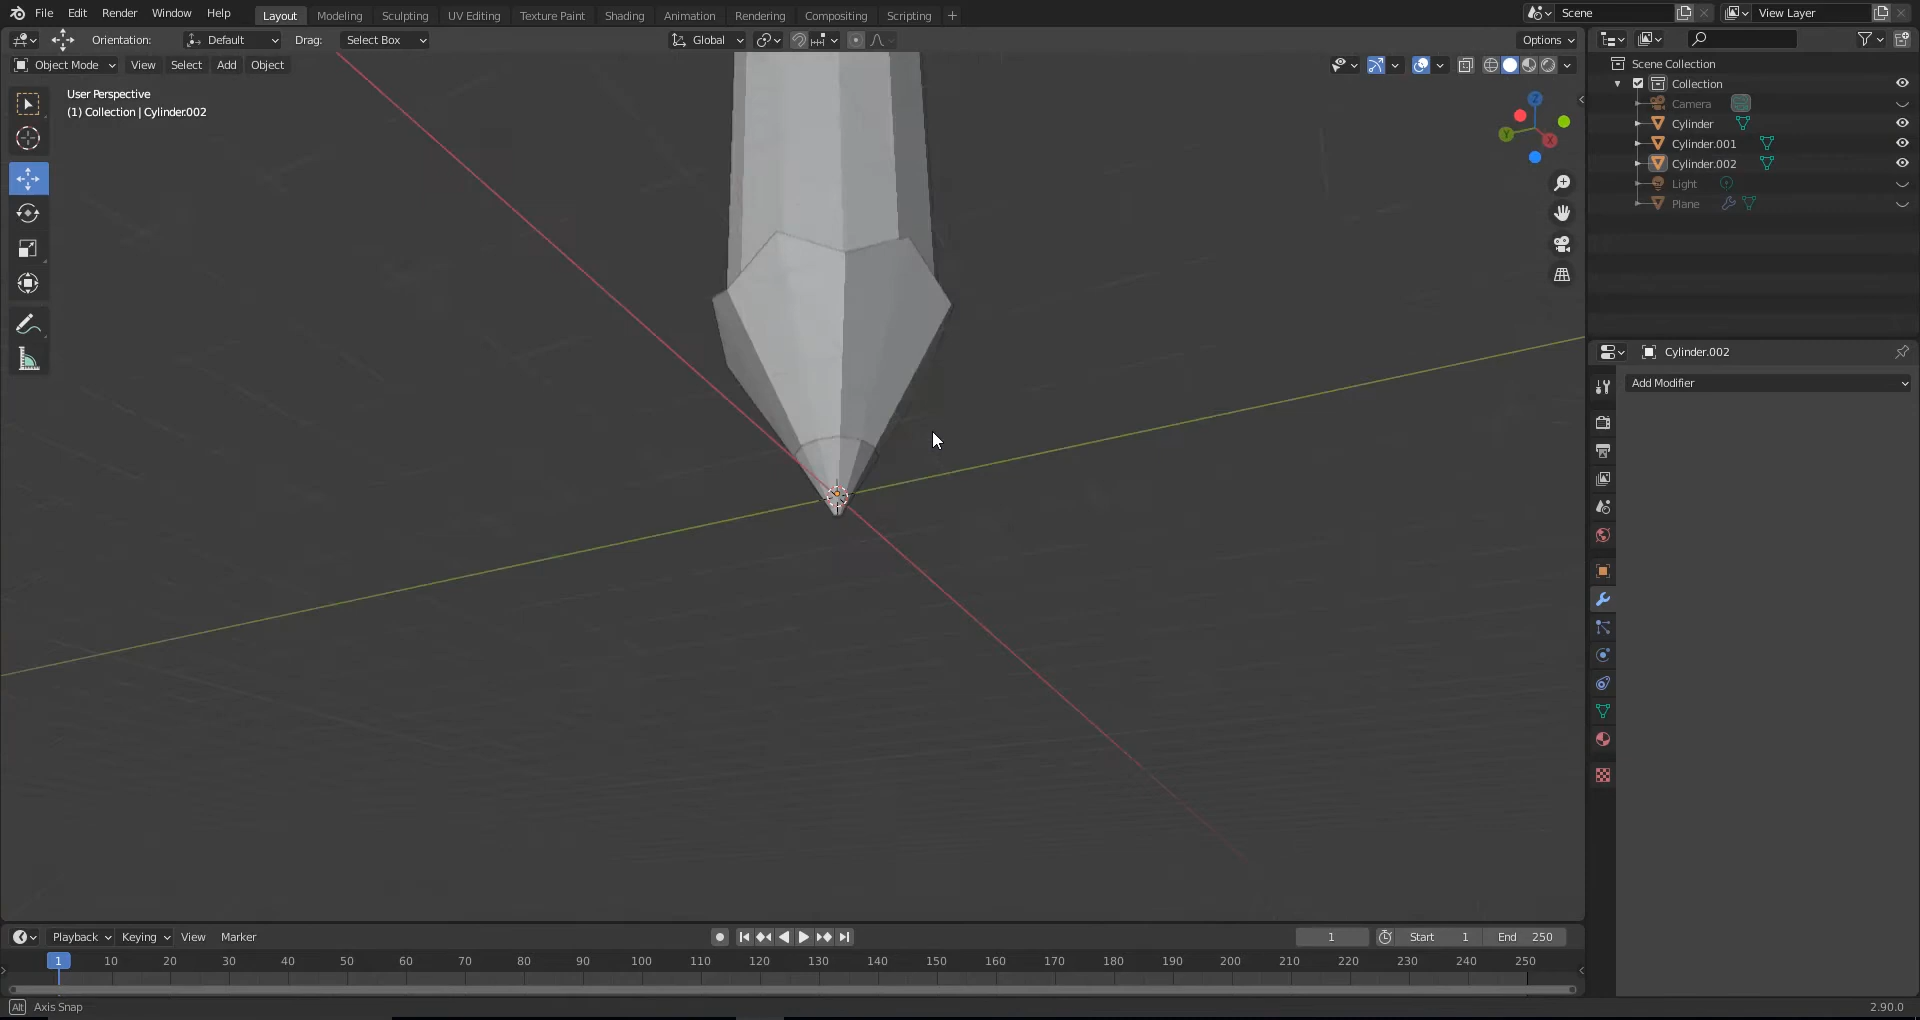 File Edit Render Window Help Layout Modeling Sculpting UV Editing Texture Paint Shading Animation Rendering Compositing Scripting + Scene View Layer
Orientation: Default Drag: Select Box Global Options
Object Mode View Select Add Object
User Perspective
(1) Collection | Cylinder.002
Z
Y
X
Scene Collection
Collection
Camera
Cylinder
Cylinder.001
Cylinder.002
Light
Plane
Cylinder.002
Add Modifier
Playback Keying View Marker 1 Start 1 End 250
1 10 20 30 40 50 60 70 80 90 100 110 120 130 140 150 160 170 180 190 200 210 220 230 240 250
Alt Axis Snap 2.90.0